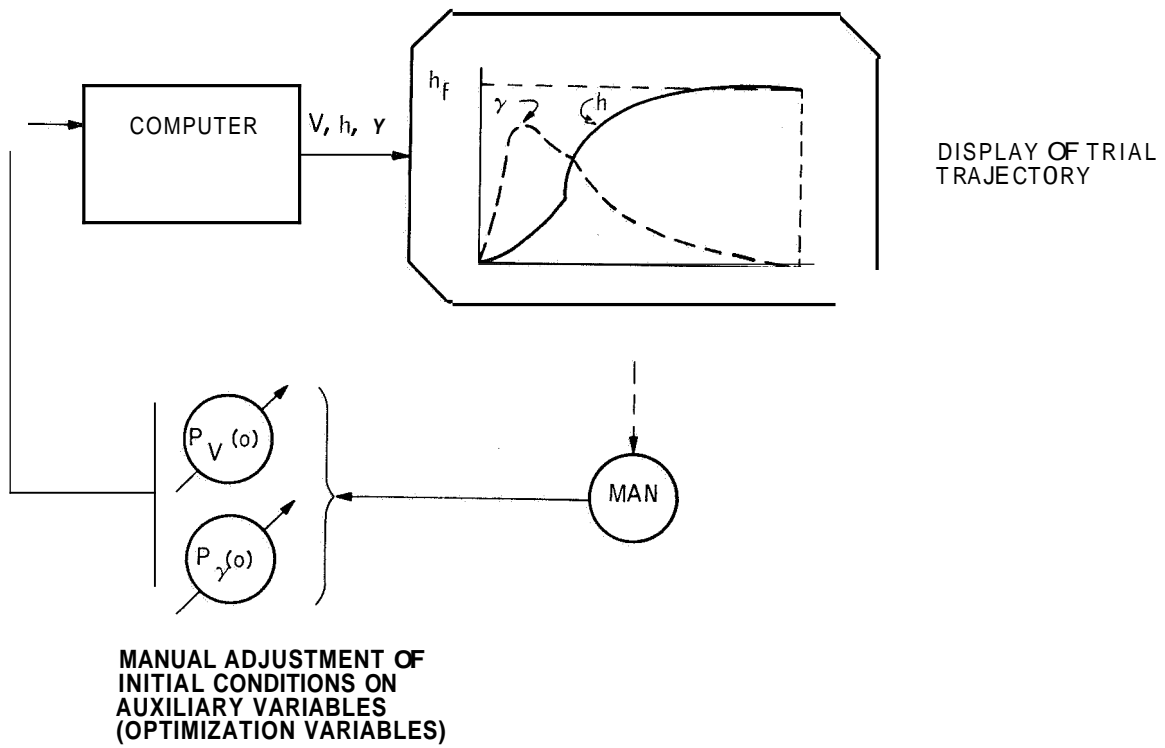 COMPUTER
V, h, γ
h_f
γ
h
DISPLAY OF TRIAL
TRAJECTORY
P_V (o)
P_γ(o)
MAN
MANUAL ADJUSTMENT OF
INITIAL CONDITIONS ON
AUXILIARY VARIABLES
(OPTIMIZATION VARIABLES)